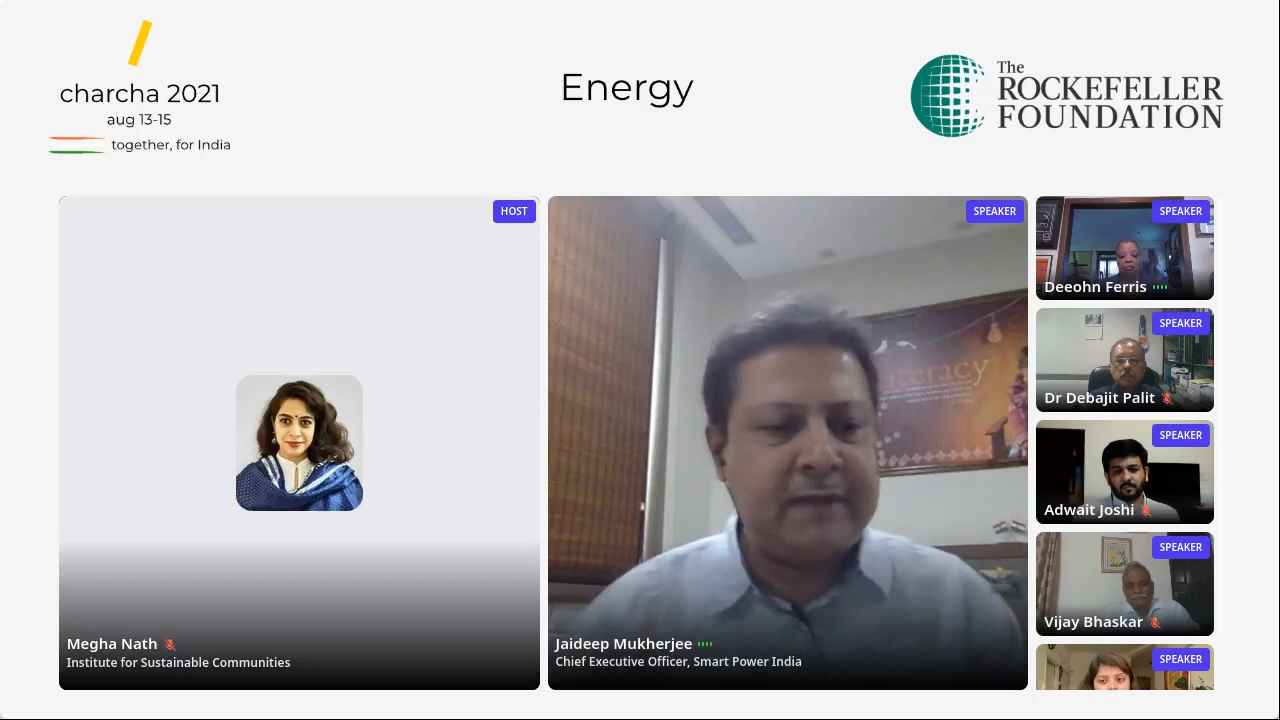 charcha 2021
aug 13-15
together, for India
Energy
The
ROCKEFELLER
FOUNDATION
HOST
Megha Nath
Institute for Sustainable Communities
SPEAKER
Literacy
Jaideep Mukherjee
Chief Executive Officer, Smart Power India
SPEAKER
Deeohn Ferris
SPEAKER
Dr Debajit Palit
SPEAKER
Adwait Joshi
SPEAKER
Vijay Bhaskar
SPEAKER